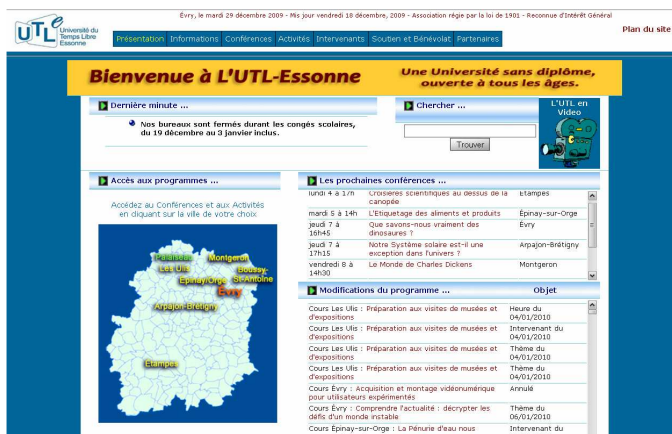 Évry, le mardi 29 décembre 2009 - Mis jour vendredi 18 décembre, 2009 - Association régie par la loi de 1901 - Reconnue d'Intérêt Général
UTLe Université du
Temps Libre
Essonne
Plan du site
Présentation Informations Conférences Activités Intervenants Soutien et Bénévolat Partenaires
Bienvenue à L'UTL-Essonne
Une Université sans diplôme,
ouverte à tous les âges.
Dernière minute ...
Nos bureaux sont fermés durant les congés scolaires,
du 19 décembre au 3 janvier inclus.
Chercher ...
Trouver
L'UTL en
Video
Accès aux programmes ...
Accédez au Conférences et aux Activités
en cliquant sur la ville de votre choix
Palaiseau
Montgeron
Les Ulis
Boussy-
St-Antoine
Epinay/Orge
Évry
Arpajon-Brétigny
Etampes
Les prochaines conférences ...
lundi 4 à 17h Croisières scientifiques au dessus de la Etampes
canopée
mardi 5 à 14h L'Etiquetage des aliments et produits Épinay-sur-Orge
jeudi 7 à Que savons-nous vraiment des Évry
16h45 dinosaures ?
jeudi 7 à Notre Système solaire est-il une Arpajon-Brétigny
17h15 exception dans l'univers ?
vendredi 8 à Le Monde de Charles Dickens Montgeron
14h30
Modifications du programme ... Objet
Cours Les Ulis : Préparation aux visites de musées et Heure du
d'expositions 04/01/2010
Cours Les Ulis : Préparation aux visites de musées et Intervenant du
d'expositions 04/01/2010
Cours Les Ulis : Préparation aux visites de musées et Thème du
d'expositions 04/01/2010
Cours Les Ulis : Préparation aux visites de musées et Thème du
d'expositions 04/01/2010
Cours Évry : Acquisition et montage vidéonumérique Annulé
pour utilisateurs expérimentés
Cours Évry : Comprendre l'actualité : décrypter les Thème du
défis d'un monde instable 06/01/2010
Cours Épinay-sur-Orge : La Pénurie d'eau nous Intervenant du